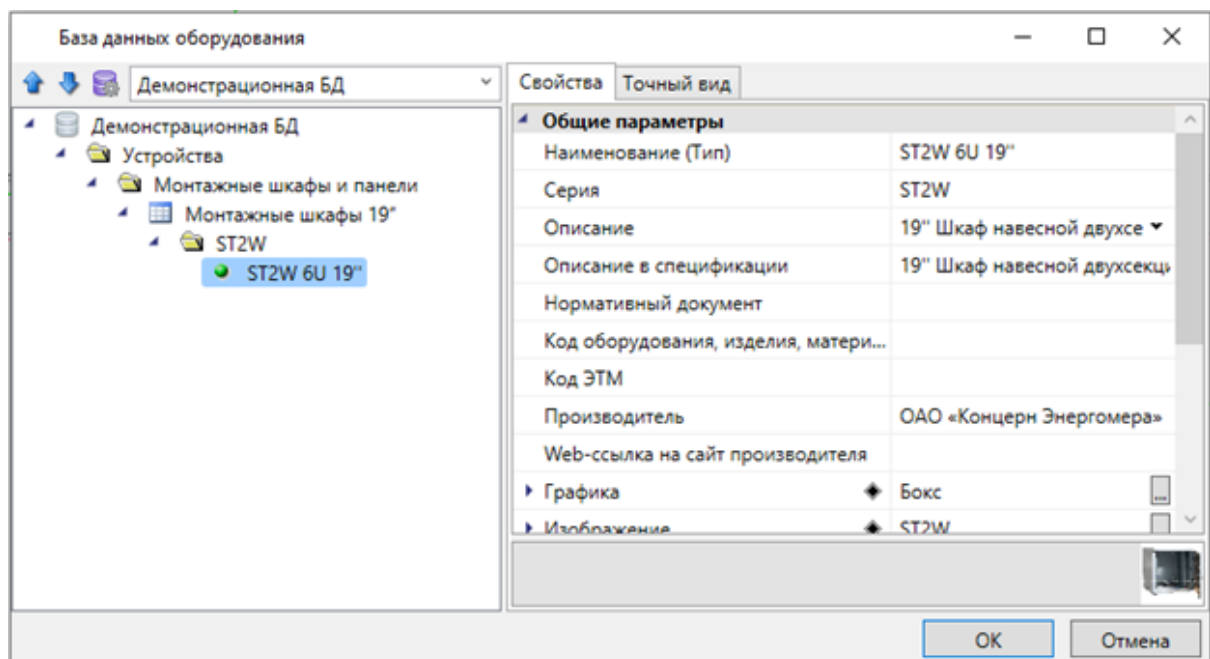 База данных оборудования
Демонстрационная БД
Свойства Точный вид
Демонстрационная БД
Устройства
Монтажные шкафы и панели
Монтажные шкафы 19"
ST2W
ST2W 6U 19"
Общие параметры
Наименование (Тип) ST2W 6U 19"
Серия ST2W
Описание 19" Шкаф навесной двухсе
Описание в спецификации 19" Шкаф навесной двухсекци
Нормативный документ
Код оборудования, изделия, матери...
Код ЭТМ
Производитель ОАО «Концерн Энергомера»
Web-ссылка на сайт производителя
Графика Бокс ...
Изображение ST2W
ОК Отмена